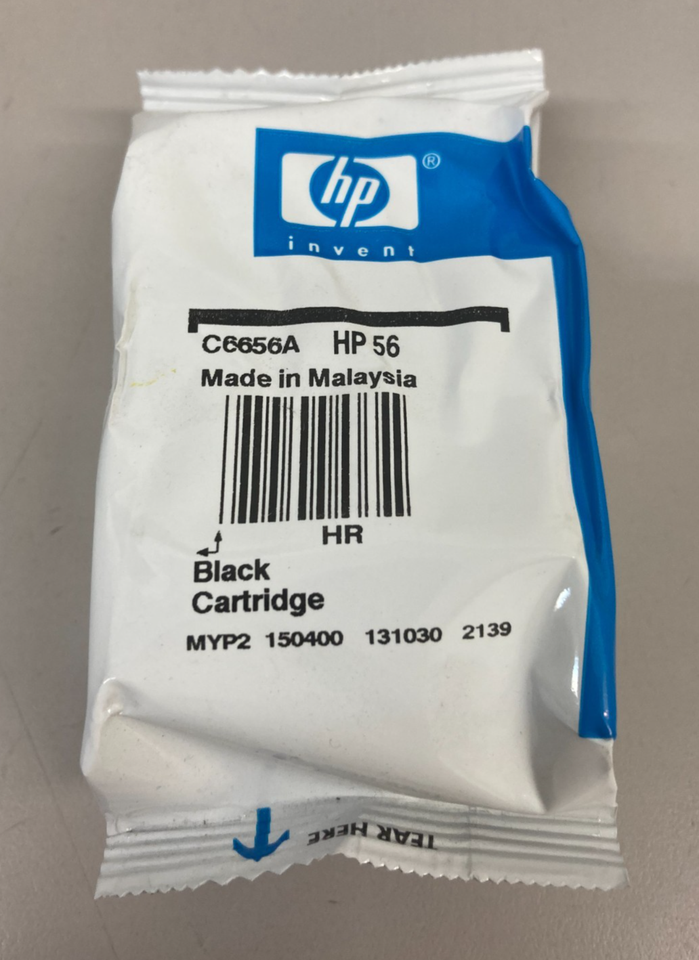 hp ®
invent
C6656A HP 56
Made in Malaysia
HR
Black
Cartridge
MYP2 150400 131030 2139
TEAR HERE